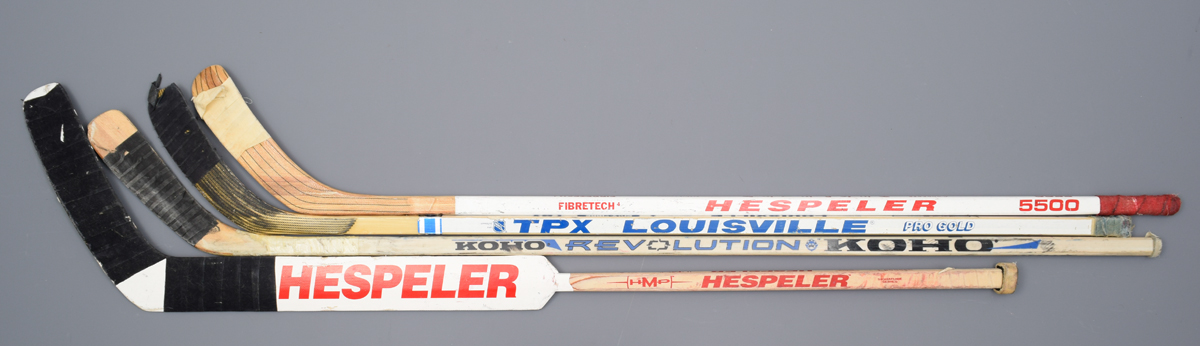 FIBRETECH HESPELER 5500
TPX LOUISVILLE PRO GOLD
KOHO REVOLUTION KOHO
HESPELER HMP HESPELER